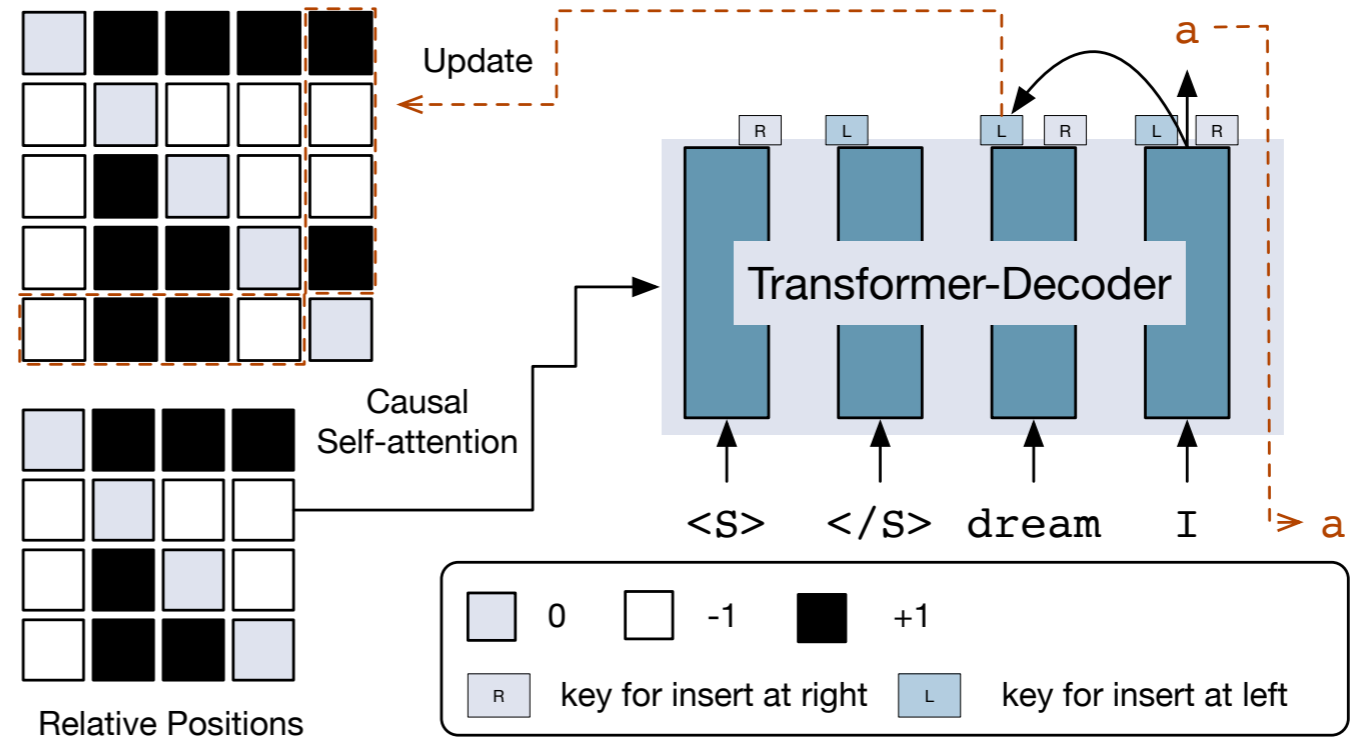 Update
a
R L L R L R
Transformer-Decoder
Causal
Self-attention
<S> </S> dream I a
0 -1 +1
R key for insert at right L key for insert at left
Relative Positions